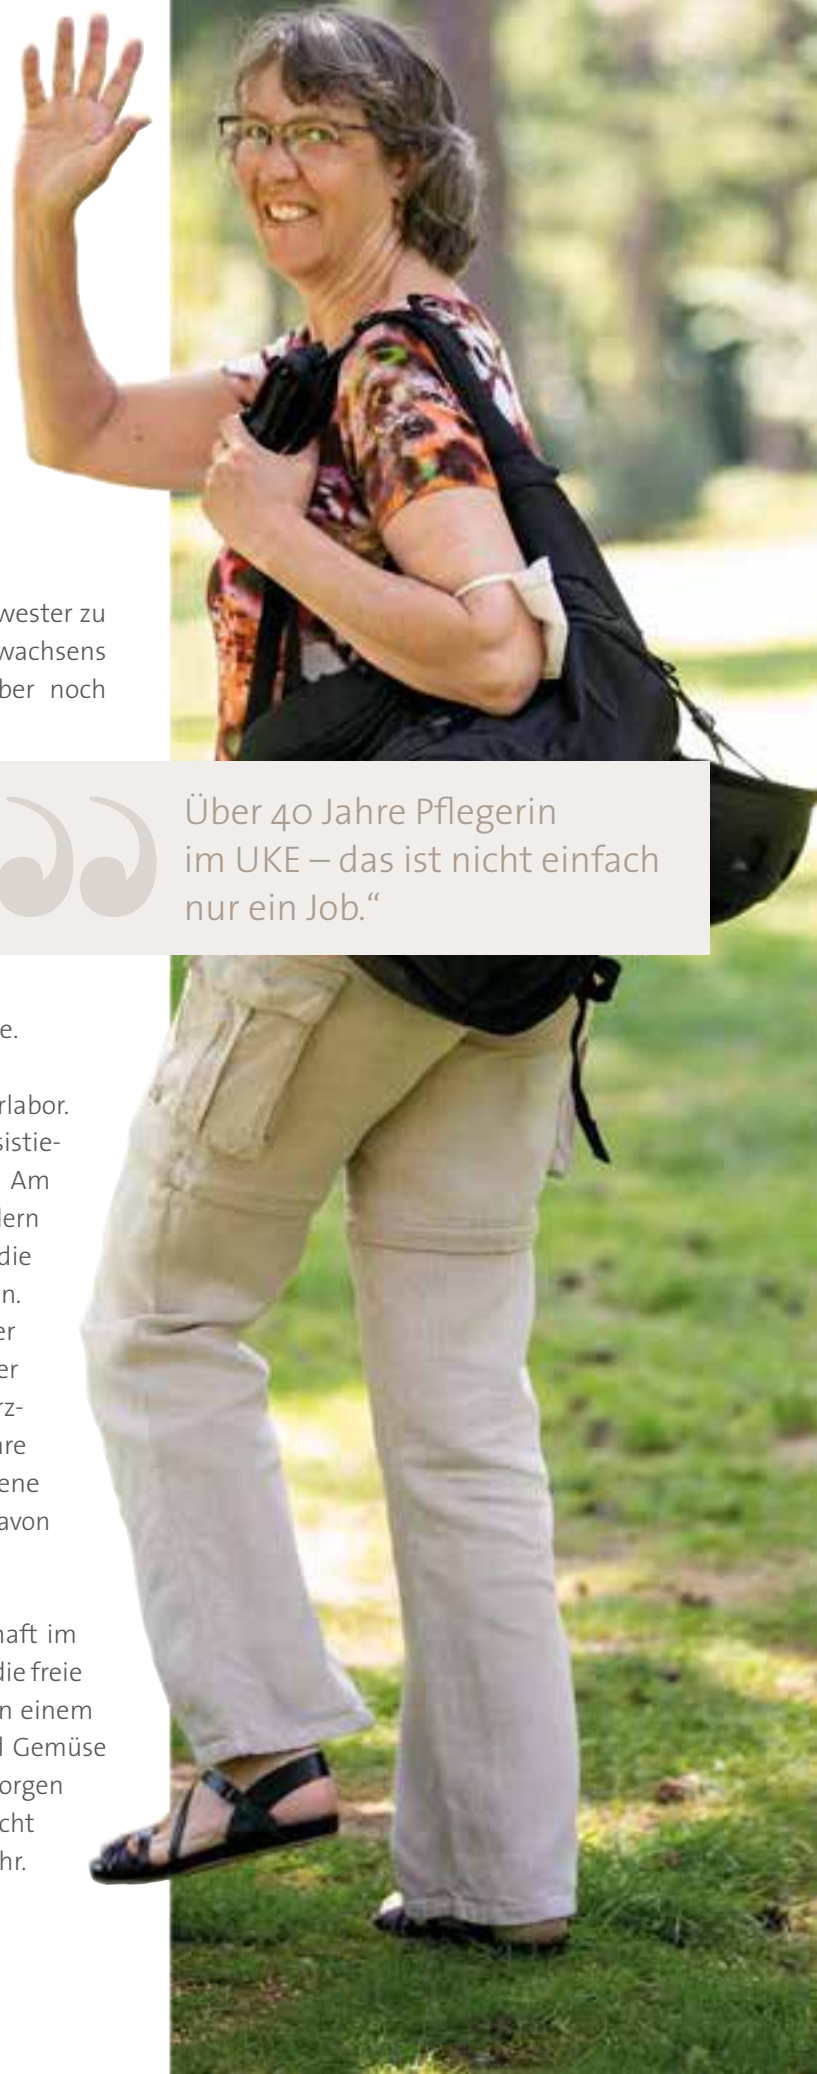 wester zu
wachsens
ber noch
Über 40 Jahre Pflegerin
im UKE – das ist nicht einfach
nur ein Job.“
e.
rlabor.
sistie-
Am
dern
die
n.
er
er
rz-
hre
ene
avon
haft im
die freie
n einem
d Gemüse
orgen
cht
hr.